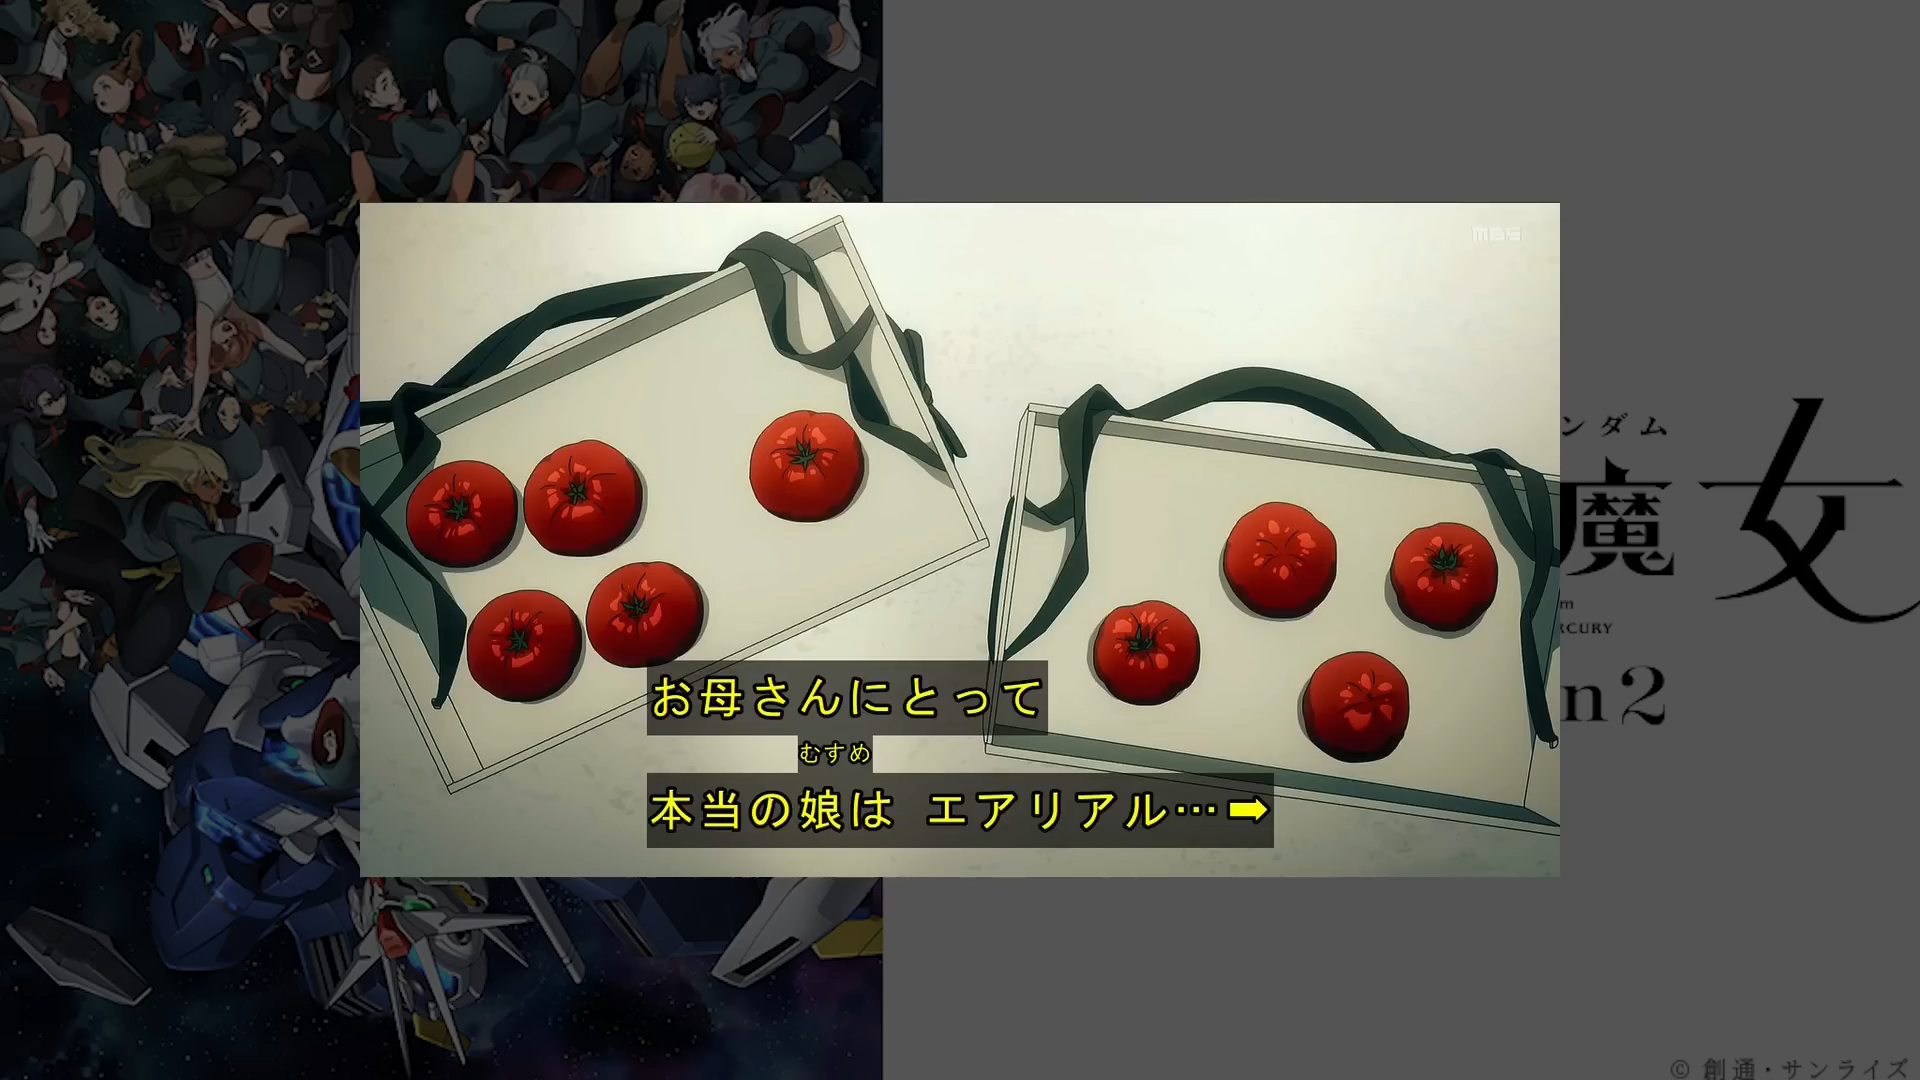 mbs
お母さんにとって
むすめ
本当の娘は エアリアル…➡
ンダム
魔女
RCURY
n2
© 創通・サンライズ